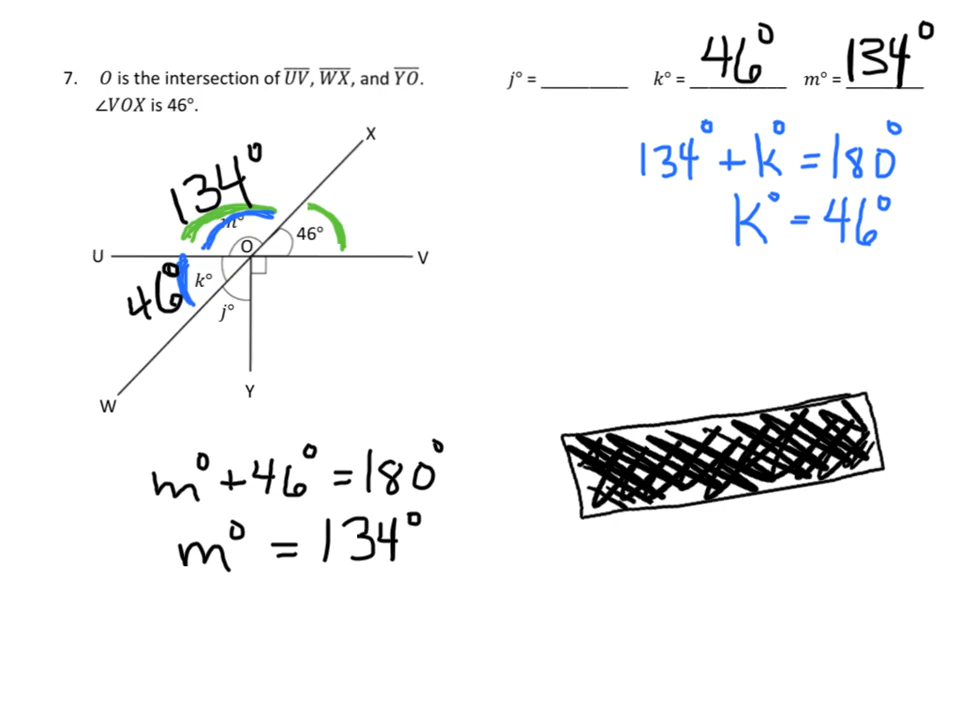 7. O is the intersection of UV, WX, and YO.
∠VOX is 46°.
j° = ________ k° = 46° m° = 134°
134° + k° = 180°
k° = 46°
X
134°
m°
46°
O
U
V
46°
k°
j°
Y
W
m° + 46° = 180°
m° = 134°